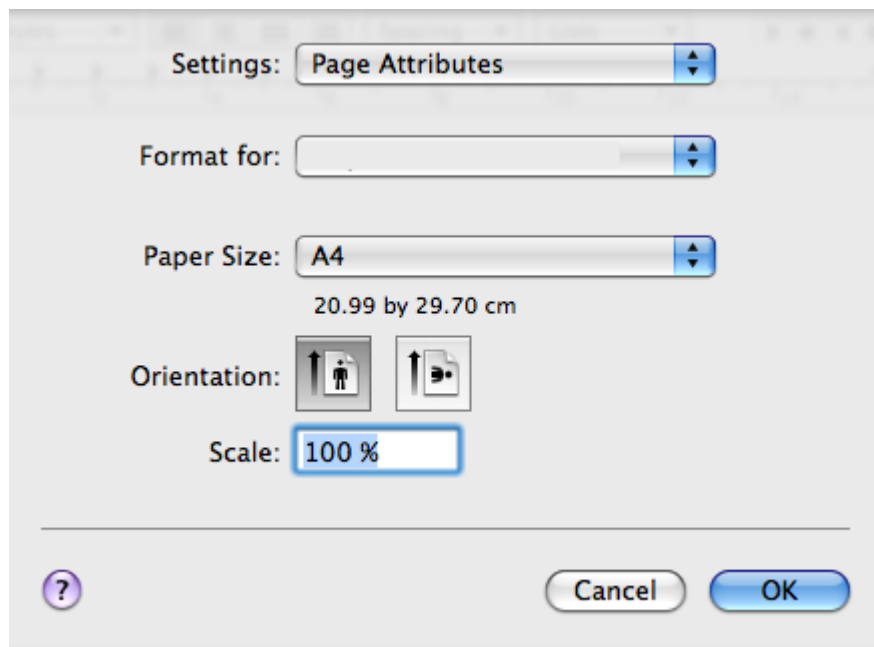 Settings: Page Attributes
Format for:
Paper Size: A4
20.99 by 29.70 cm
Orientation:
Scale: 100 %
? Cancel OK